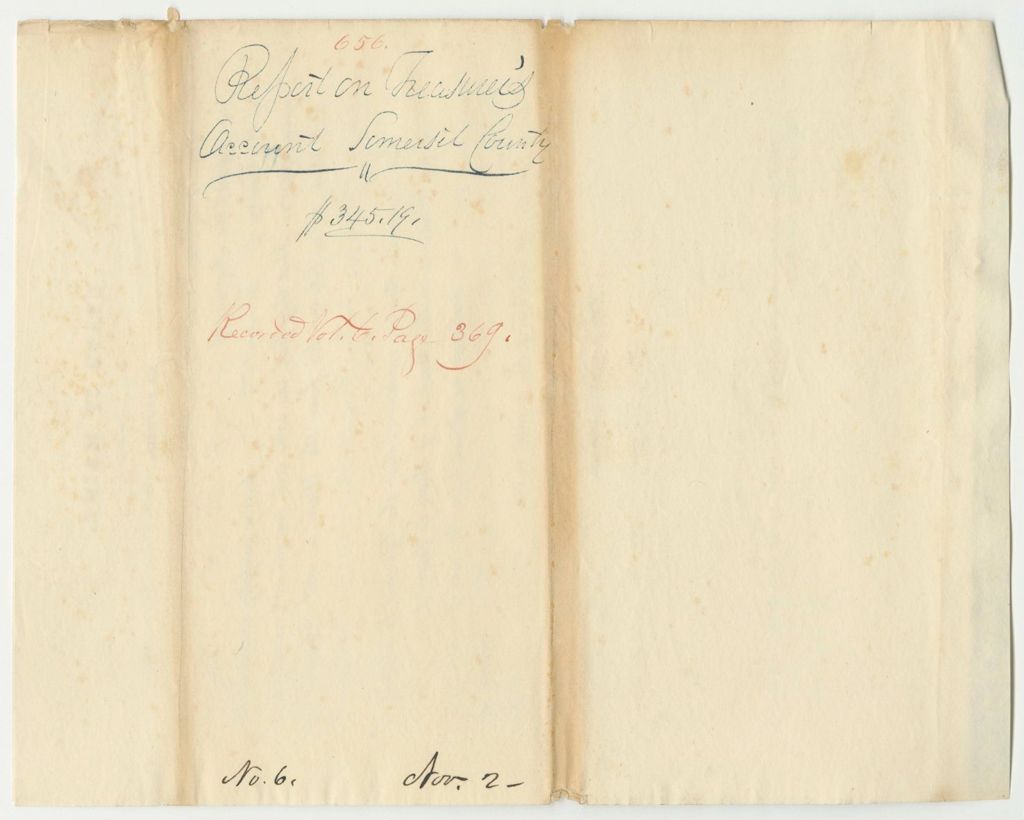 656.
Report on Treasurer's
Account Somerset County
$345.19.
Recorded Vol. 6. Page 369.
No. 6. Nov. 2-